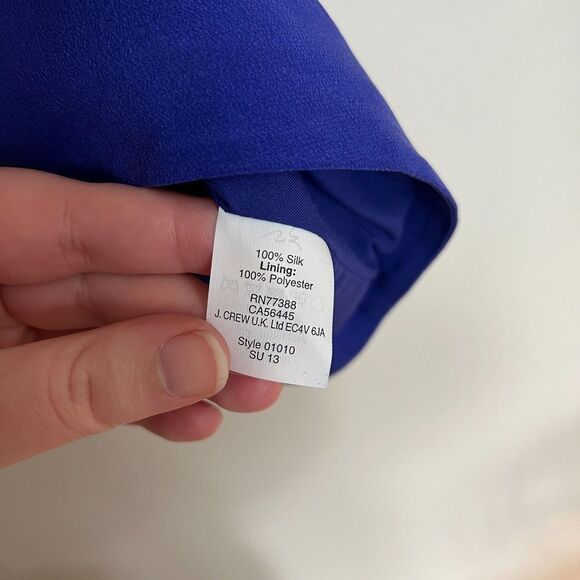 100% Silk
Lining:
100% Polyester
RN77388
CA56445
J. CREW U.K. Ltd EC4V 6JA
Style 01010
SU 13